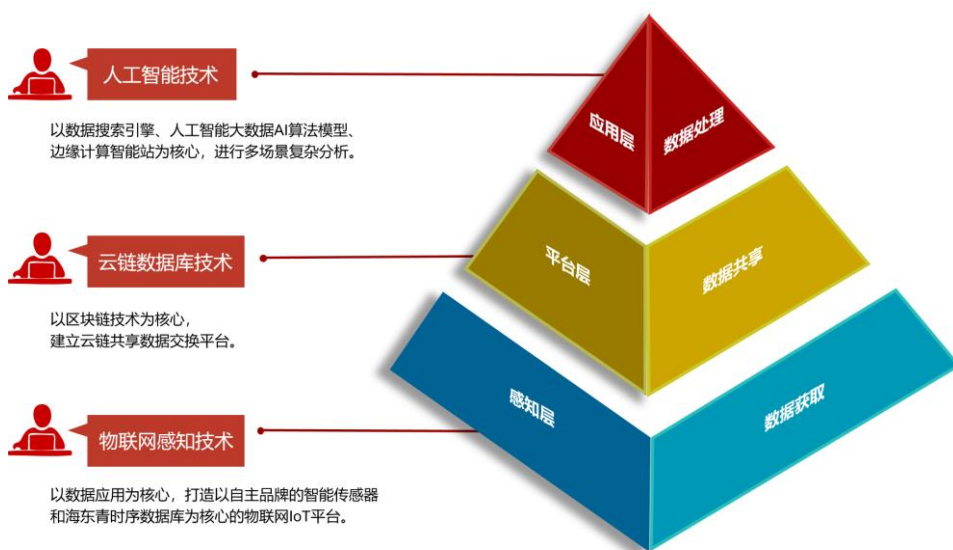 人工智能技术
以数据搜索引擎、人工智能大数据AI算法模型、
边缘计算智能站为核心，进行多场景复杂分析。
应用层
数据处理
云链数据库技术
以区块链技术为核心，
建立云链共享数据交换平台。
平台层
数据共享
物联网感知技术
以数据应用为核心，打造以自主品牌的智能传感器
和海东青时序数据库为核心的物联网IoT平台。
感知层
数据获取